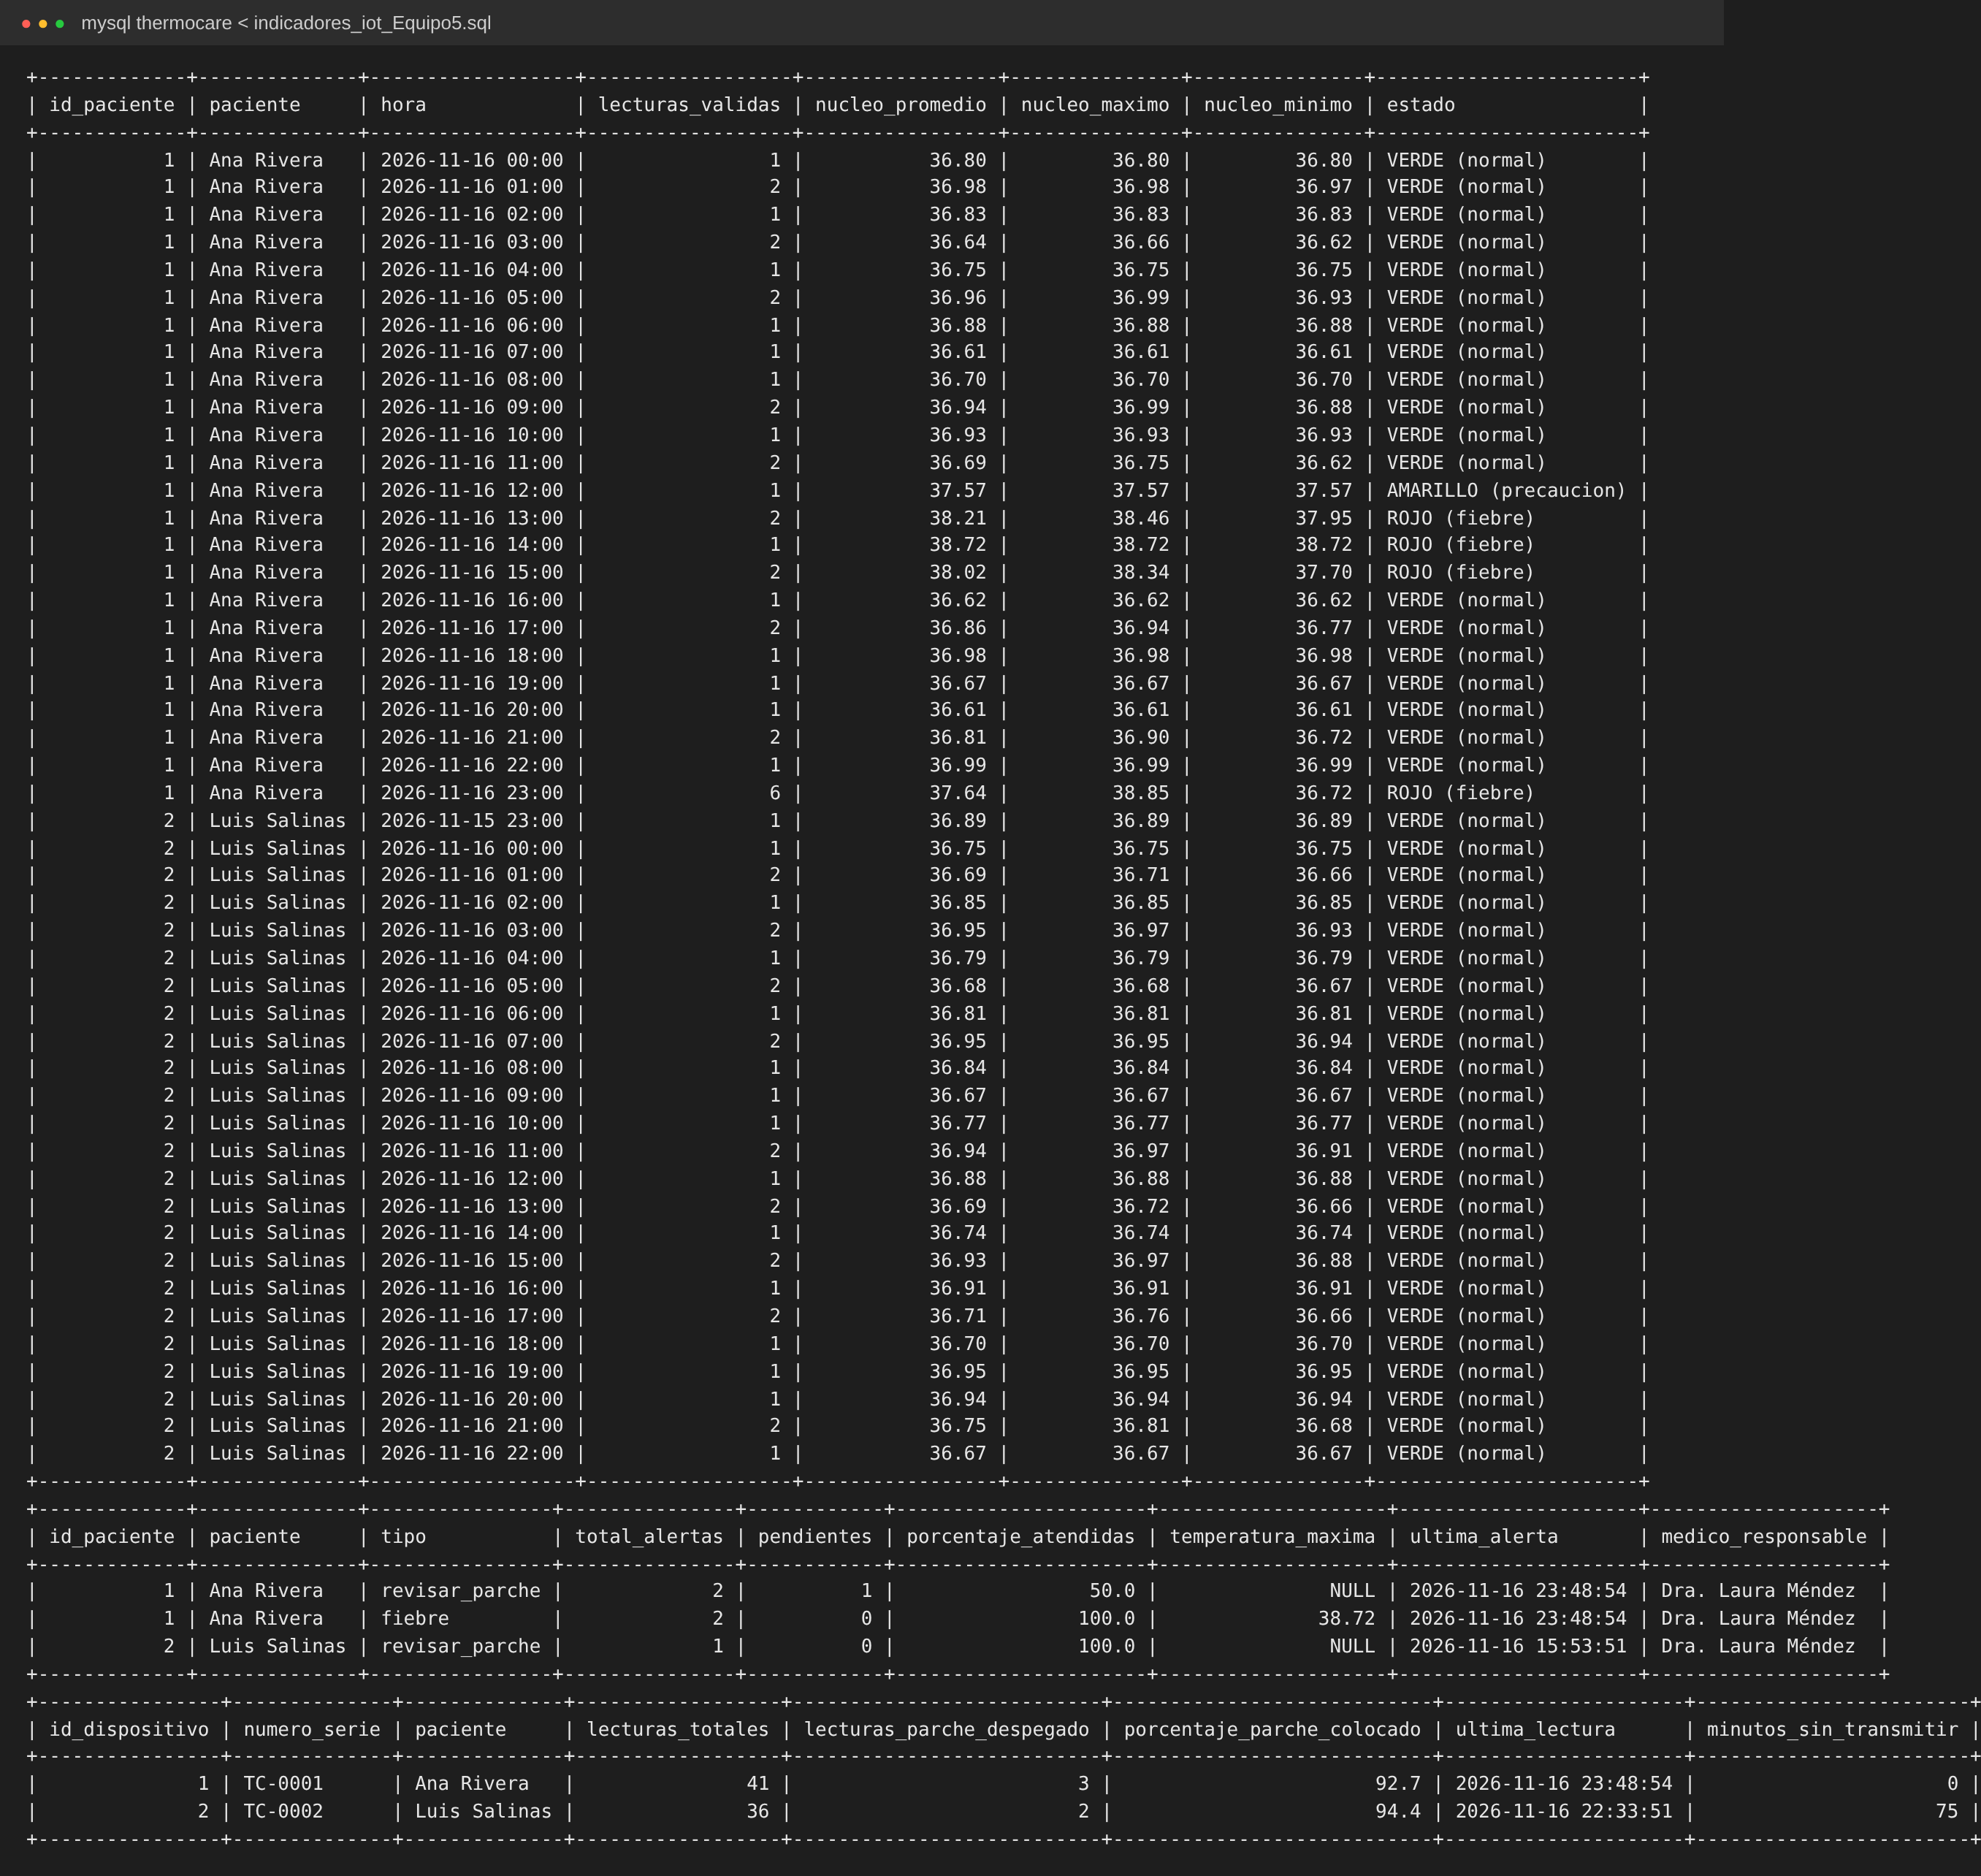 mysql thermocare < indicadores_iot_Equipo5.sql
+-------------+--------------+------------------+------------------+-----------------+---------------+---------------+-----------------------+
| id_paciente | paciente     | hora             | lecturas_validas | nucleo_promedio | nucleo_maximo | nucleo_minimo | estado                |
+-------------+--------------+------------------+------------------+-----------------+---------------+---------------+-----------------------+
|           1 | Ana Rivera   | 2026-11-16 00:00 |                1 |           36.80 |         36.80 |         36.80 | VERDE (normal)        |
|           1 | Ana Rivera   | 2026-11-16 01:00 |                2 |           36.98 |         36.98 |         36.97 | VERDE (normal)        |
|           1 | Ana Rivera   | 2026-11-16 02:00 |                1 |           36.83 |         36.83 |         36.83 | VERDE (normal)        |
|           1 | Ana Rivera   | 2026-11-16 03:00 |                2 |           36.64 |         36.66 |         36.62 | VERDE (normal)        |
|           1 | Ana Rivera   | 2026-11-16 04:00 |                1 |           36.75 |         36.75 |         36.75 | VERDE (normal)        |
|           1 | Ana Rivera   | 2026-11-16 05:00 |                2 |           36.96 |         36.99 |         36.93 | VERDE (normal)        |
|           1 | Ana Rivera   | 2026-11-16 06:00 |                1 |           36.88 |         36.88 |         36.88 | VERDE (normal)        |
|           1 | Ana Rivera   | 2026-11-16 07:00 |                1 |           36.61 |         36.61 |         36.61 | VERDE (normal)        |
|           1 | Ana Rivera   | 2026-11-16 08:00 |                1 |           36.70 |         36.70 |         36.70 | VERDE (normal)        |
|           1 | Ana Rivera   | 2026-11-16 09:00 |                2 |           36.94 |         36.99 |         36.88 | VERDE (normal)        |
|           1 | Ana Rivera   | 2026-11-16 10:00 |                1 |           36.93 |         36.93 |         36.93 | VERDE (normal)        |
|           1 | Ana Rivera   | 2026-11-16 11:00 |                2 |           36.69 |         36.75 |         36.62 | VERDE (normal)        |
|           1 | Ana Rivera   | 2026-11-16 12:00 |                1 |           37.57 |         37.57 |         37.57 | AMARILLO (precaucion) |
|           1 | Ana Rivera   | 2026-11-16 13:00 |                2 |           38.21 |         38.46 |         37.95 | ROJO (fiebre)         |
|           1 | Ana Rivera   | 2026-11-16 14:00 |                1 |           38.72 |         38.72 |         38.72 | ROJO (fiebre)         |
|           1 | Ana Rivera   | 2026-11-16 15:00 |                2 |           38.02 |         38.34 |         37.70 | ROJO (fiebre)         |
|           1 | Ana Rivera   | 2026-11-16 16:00 |                1 |           36.62 |         36.62 |         36.62 | VERDE (normal)        |
|           1 | Ana Rivera   | 2026-11-16 17:00 |                2 |           36.86 |         36.94 |         36.77 | VERDE (normal)        |
|           1 | Ana Rivera   | 2026-11-16 18:00 |                1 |           36.98 |         36.98 |         36.98 | VERDE (normal)        |
|           1 | Ana Rivera   | 2026-11-16 19:00 |                1 |           36.67 |         36.67 |         36.67 | VERDE (normal)        |
|           1 | Ana Rivera   | 2026-11-16 20:00 |                1 |           36.61 |         36.61 |         36.61 | VERDE (normal)        |
|           1 | Ana Rivera   | 2026-11-16 21:00 |                2 |           36.81 |         36.90 |         36.72 | VERDE (normal)        |
|           1 | Ana Rivera   | 2026-11-16 22:00 |                1 |           36.99 |         36.99 |         36.99 | VERDE (normal)        |
|           1 | Ana Rivera   | 2026-11-16 23:00 |                6 |           37.64 |         38.85 |         36.72 | ROJO (fiebre)         |
|           2 | Luis Salinas | 2026-11-15 23:00 |                1 |           36.89 |         36.89 |         36.89 | VERDE (normal)        |
|           2 | Luis Salinas | 2026-11-16 00:00 |                1 |           36.75 |         36.75 |         36.75 | VERDE (normal)        |
|           2 | Luis Salinas | 2026-11-16 01:00 |                2 |           36.69 |         36.71 |         36.66 | VERDE (normal)        |
|           2 | Luis Salinas | 2026-11-16 02:00 |                1 |           36.85 |         36.85 |         36.85 | VERDE (normal)        |
|           2 | Luis Salinas | 2026-11-16 03:00 |                2 |           36.95 |         36.97 |         36.93 | VERDE (normal)        |
|           2 | Luis Salinas | 2026-11-16 04:00 |                1 |           36.79 |         36.79 |         36.79 | VERDE (normal)        |
|           2 | Luis Salinas | 2026-11-16 05:00 |                2 |           36.68 |         36.68 |         36.67 | VERDE (normal)        |
|           2 | Luis Salinas | 2026-11-16 06:00 |                1 |           36.81 |         36.81 |         36.81 | VERDE (normal)        |
|           2 | Luis Salinas | 2026-11-16 07:00 |                2 |           36.95 |         36.95 |         36.94 | VERDE (normal)        |
|           2 | Luis Salinas | 2026-11-16 08:00 |                1 |           36.84 |         36.84 |         36.84 | VERDE (normal)        |
|           2 | Luis Salinas | 2026-11-16 09:00 |                1 |           36.67 |         36.67 |         36.67 | VERDE (normal)        |
|           2 | Luis Salinas | 2026-11-16 10:00 |                1 |           36.77 |         36.77 |         36.77 | VERDE (normal)        |
|           2 | Luis Salinas | 2026-11-16 11:00 |                2 |           36.94 |         36.97 |         36.91 | VERDE (normal)        |
|           2 | Luis Salinas | 2026-11-16 12:00 |                1 |           36.88 |         36.88 |         36.88 | VERDE (normal)        |
|           2 | Luis Salinas | 2026-11-16 13:00 |                2 |           36.69 |         36.72 |         36.66 | VERDE (normal)        |
|           2 | Luis Salinas | 2026-11-16 14:00 |                1 |           36.74 |         36.74 |         36.74 | VERDE (normal)        |
|           2 | Luis Salinas | 2026-11-16 15:00 |                2 |           36.93 |         36.97 |         36.88 | VERDE (normal)        |
|           2 | Luis Salinas | 2026-11-16 16:00 |                1 |           36.91 |         36.91 |         36.91 | VERDE (normal)        |
|           2 | Luis Salinas | 2026-11-16 17:00 |                2 |           36.71 |         36.76 |         36.66 | VERDE (normal)        |
|           2 | Luis Salinas | 2026-11-16 18:00 |                1 |           36.70 |         36.70 |         36.70 | VERDE (normal)        |
|           2 | Luis Salinas | 2026-11-16 19:00 |                1 |           36.95 |         36.95 |         36.95 | VERDE (normal)        |
|           2 | Luis Salinas | 2026-11-16 20:00 |                1 |           36.94 |         36.94 |         36.94 | VERDE (normal)        |
|           2 | Luis Salinas | 2026-11-16 21:00 |                2 |           36.75 |         36.81 |         36.68 | VERDE (normal)        |
|           2 | Luis Salinas | 2026-11-16 22:00 |                1 |           36.67 |         36.67 |         36.67 | VERDE (normal)        |
+-------------+--------------+------------------+------------------+-----------------+---------------+---------------+-----------------------+
+-------------+--------------+----------------+---------------+------------+----------------------+--------------------+---------------------+--------------------+
| id_paciente | paciente     | tipo           | total_alertas | pendientes | porcentaje_atendidas | temperatura_maxima | ultima_alerta       | medico_responsable |
+-------------+--------------+----------------+---------------+------------+----------------------+--------------------+---------------------+--------------------+
|           1 | Ana Rivera   | revisar_parche |             2 |          1 |                 50.0 |               NULL | 2026-11-16 23:48:54 | Dra. Laura Méndez  |
|           1 | Ana Rivera   | fiebre         |             2 |          0 |                100.0 |              38.72 | 2026-11-16 23:48:54 | Dra. Laura Méndez  |
|           2 | Luis Salinas | revisar_parche |             1 |          0 |                100.0 |               NULL | 2026-11-16 15:53:51 | Dra. Laura Méndez  |
+-------------+--------------+----------------+---------------+------------+----------------------+--------------------+---------------------+--------------------+
+----------------+--------------+--------------+------------------+---------------------------+----------------------------+---------------------+-----------------------+
| id_dispositivo | numero_serie | paciente     | lecturas_totales | lecturas_parche_despegado | porcentaje_parche_colocado | ultima_lectura      | minutos_sin_transmitir |
+----------------+--------------+--------------+------------------+---------------------------+----------------------------+---------------------+------------------------+
|              1 | TC-0001      | Ana Rivera   |               41 |                         3 |                       92.7 | 2026-11-16 23:48:54 |                      0 |
|              2 | TC-0002      | Luis Salinas |               36 |                         2 |                       94.4 | 2026-11-16 22:33:51 |                     75 |
+----------------+--------------+--------------+------------------+---------------------------+----------------------------+---------------------+------------------------+